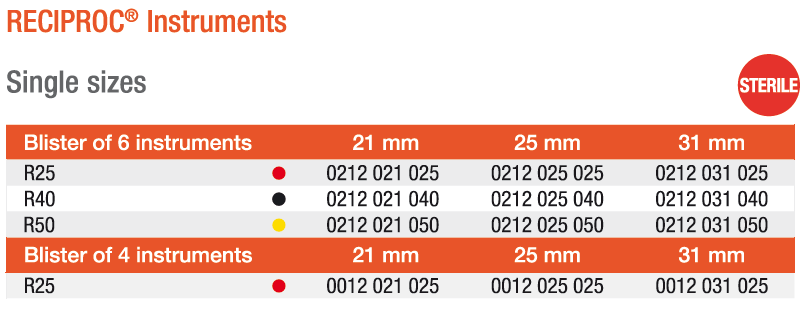 RECIPROC® Instruments
Single sizes
STERILE
Blister of 6 instruments 21 mm 25 mm 31 mm
R25 0212 021 025 0212 025 025 0212 031 025
R40 0212 021 040 0212 025 040 0212 031 040
R50 0212 021 050 0212 025 050 0212 031 050
Blister of 4 instruments 21 mm 25 mm 31 mm
R25 0012 021 025 0012 025 025 0012 031 025